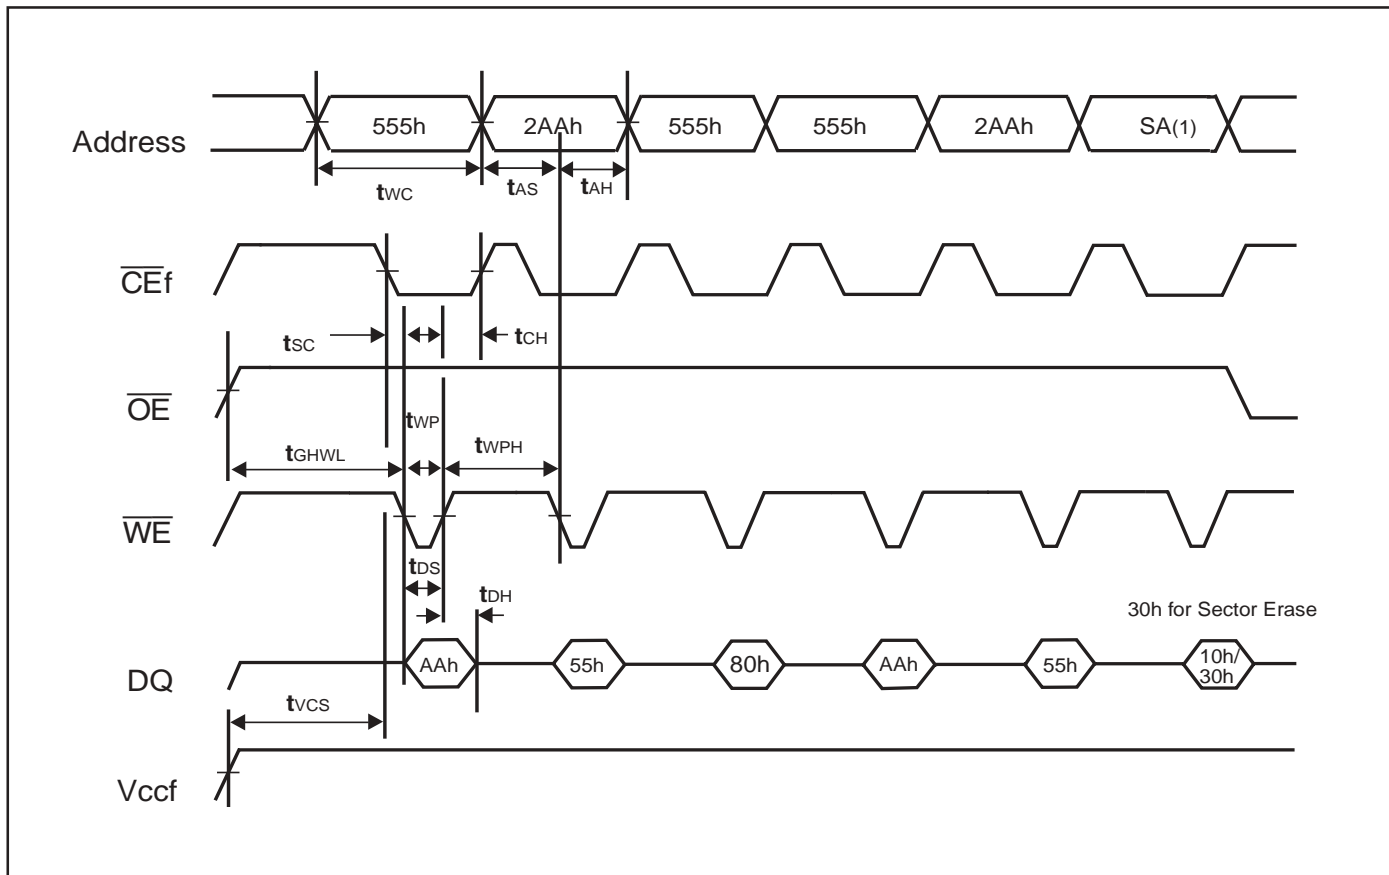 Address 555h 2AAh 555h 555h 2AAh SA(1)
tWC tAS tAH
CEf
tSC tCH
OE
tWP
tGHWL tWPH
WE
tDS
tDH
30h for Sector Erase
DQ AAh 55h 80h AAh 55h 10h/
30h
tVCS
Vccf